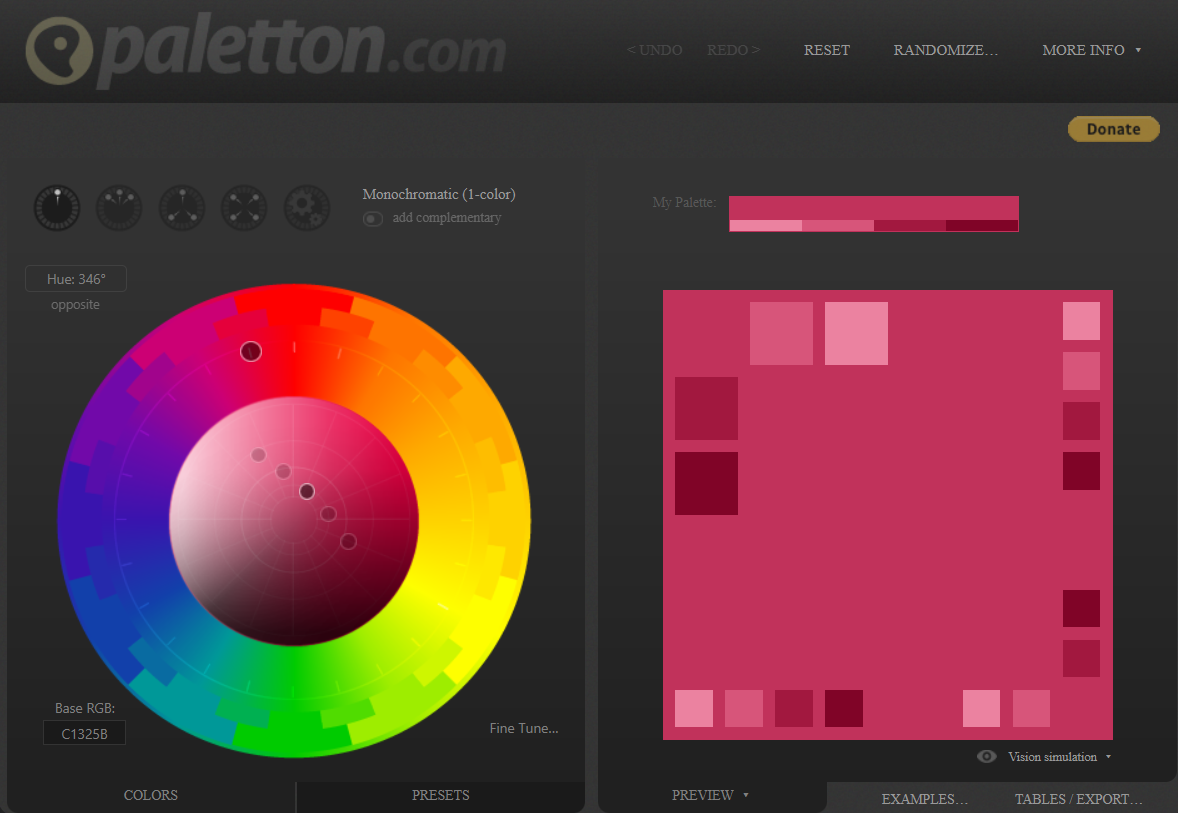 paletton.com
< UNDO
REDO >
RESET
RANDOMIZE...
MORE INFO
Donate
Monochromatic (1-color)
add complementary
My Palette:
Hue: 346°
opposite
Base RGB:
C1325B
Fine Tune...
Vision simulation
COLORS
PRESETS
PREVIEW
EXAMPLES...
TABLES / EXPORT...